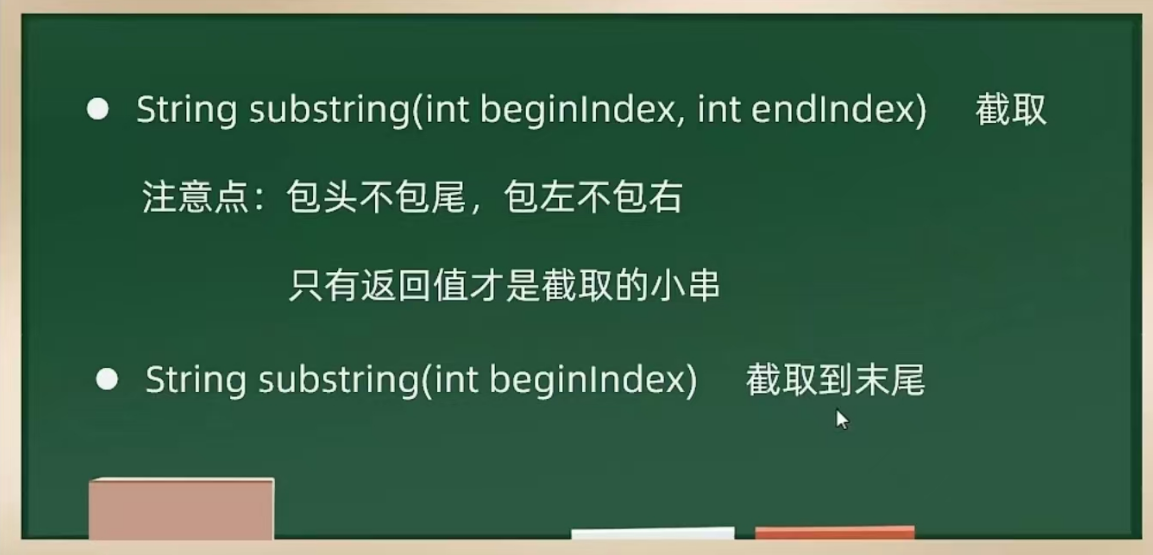 ● String substring(int beginIndex, int endIndex) 截取
注意点：包头不包尾，包左不包右
只有返回值才是截取的小串
● String substring(int beginIndex) 截取到末尾